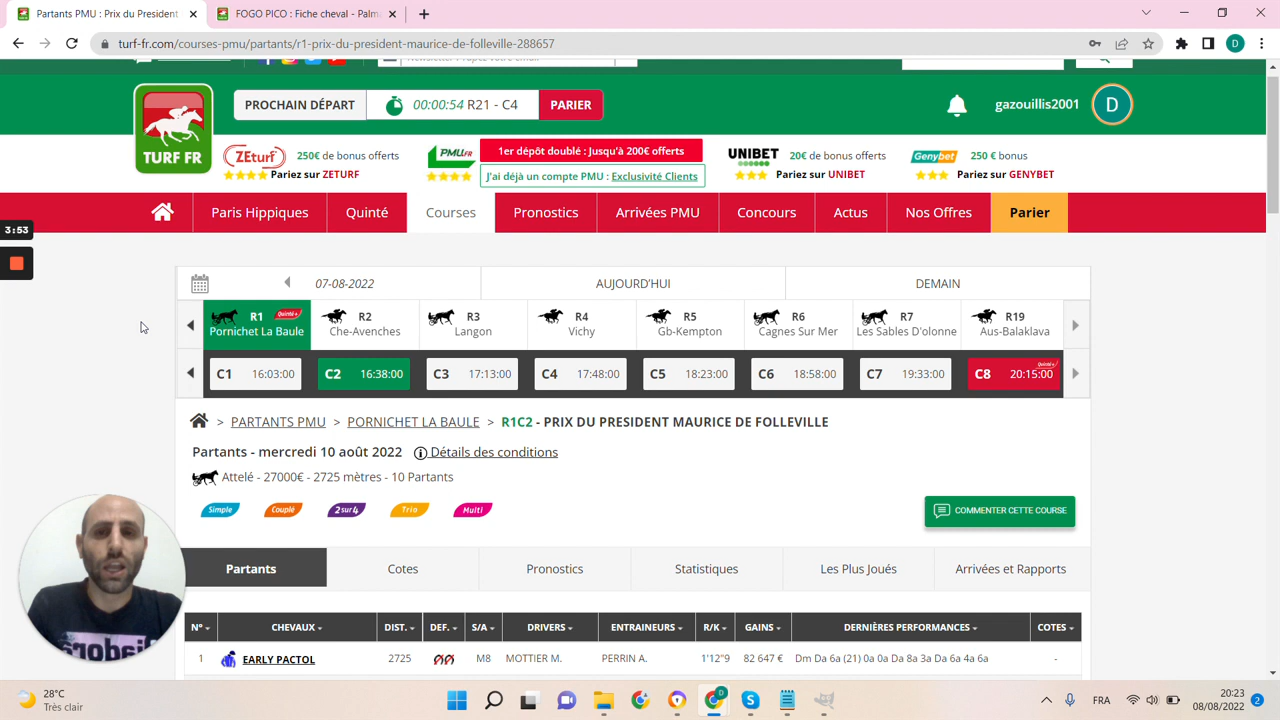 Partants PMU : Prix du President
FOGO PICO : Fiche cheval - Palm
turf-fr.com/courses-pmu/partants/r1-prix-du-president-maurice-de-folleville-288657
D
PROCHAIN DÉPART
00:00:54 R21 - C4
PARIER
gazouillis2001
D
TURF FR
ZEturf
250€ de bonus offerts
Pariez sur ZETURF
PMU.FR
1er dépôt doublé : Jusqu'à 200€ offerts
J'ai déjà un compte PMU : Exclusivité Clients
UNIBET
20€ de bonus offerts
Pariez sur UNIBET
Genybet
250 € bonus
Pariez sur GENYBET
Paris Hippiques
Quinté
Courses
Pronostics
Arrivées PMU
Concours
Actus
Nos Offres
Parier
3:53
07-08-2022
AUJOURD'HUI
DEMAIN
R1 Quinté+
Pornichet La Baule
R2
Che-Avenches
R3
Langon
R4
Vichy
R5
Gb-Kempton
R6
Cagnes Sur Mer
R7
Les Sables D'onne
R19
Aus-Balaklava
C1 16:03:00
C2 16:38:00
C3 17:13:00
C4 17:48:00
C5 18:23:00
C6 18:58:00
C7 19:33:00
C8 20:15:00 Quinté+
> PARTANTS PMU > PORNICHET LA BAULE > R1C2 - PRIX DU PRESIDENT MAURICE DE FOLLEVILLE
Partants - mercredi 10 août 2022 Détails des conditions
Attelé - 27000€ - 2725 mètres - 10 Partants
Simple
Couplé
2 sur 4
Trio
Multi
COMMENTER CETTE COURSE
Partants
Cotes
Pronostics
Statistiques
Les Plus Joués
Arrivées et Rapports
N° CHEVAUX DIST. DEF. S/A DRIVERS ENTRAINEURS R/K GAINS DERNIÈRES PERFORMANCES COTES
1 EARLY PACTOL 2725 M8 MOTTIER M. PERRIN A. 1'12"9 82 647 € Dm Da 6a (21) 0a 0a Da 8a 3a Da 6a 4a 6a -
28°C
Très clair
D
FRA
20:23
08/08/2022
2